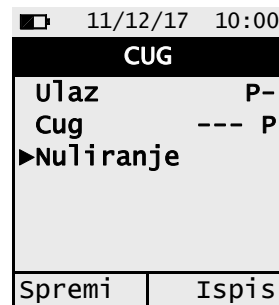 11/12/17 10:00
CUG
Ulaz P-
Cug --- P
►Nuliranje
Spremi Ispis